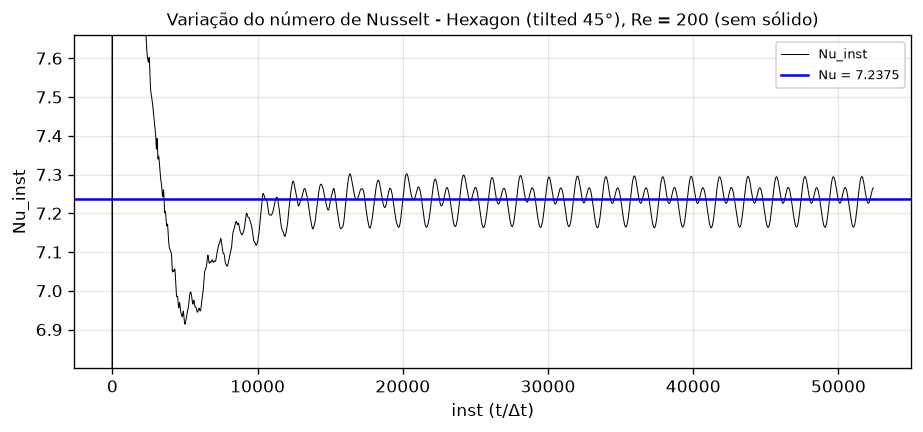 Variação do número de Nusselt - Hexagon (tilted 45°), Re = 200 (sem sólido)
Nu_inst
Nu = 7.2375
7.6
7.5
7.4
7.3
7.2
7.1
7.0
6.9
Nu_inst
0 10000 20000 30000 40000 50000
inst (t/Δt)